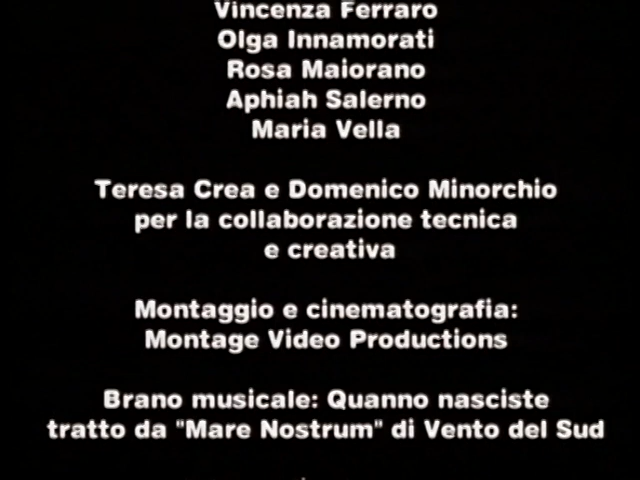 Vincenza Ferraro
Olga Innamorati
Rosa Maiorano
Aphiah Salerno
Maria Vella
Teresa Crea e Domenico Minorchio
per la collaborazione tecnica
e creativa
Montaggio e cinematografia:
Montage Video Productions
Brano musicale: Quanno nasciste
tratto da "Mare Nostrum" di Vento del Sud